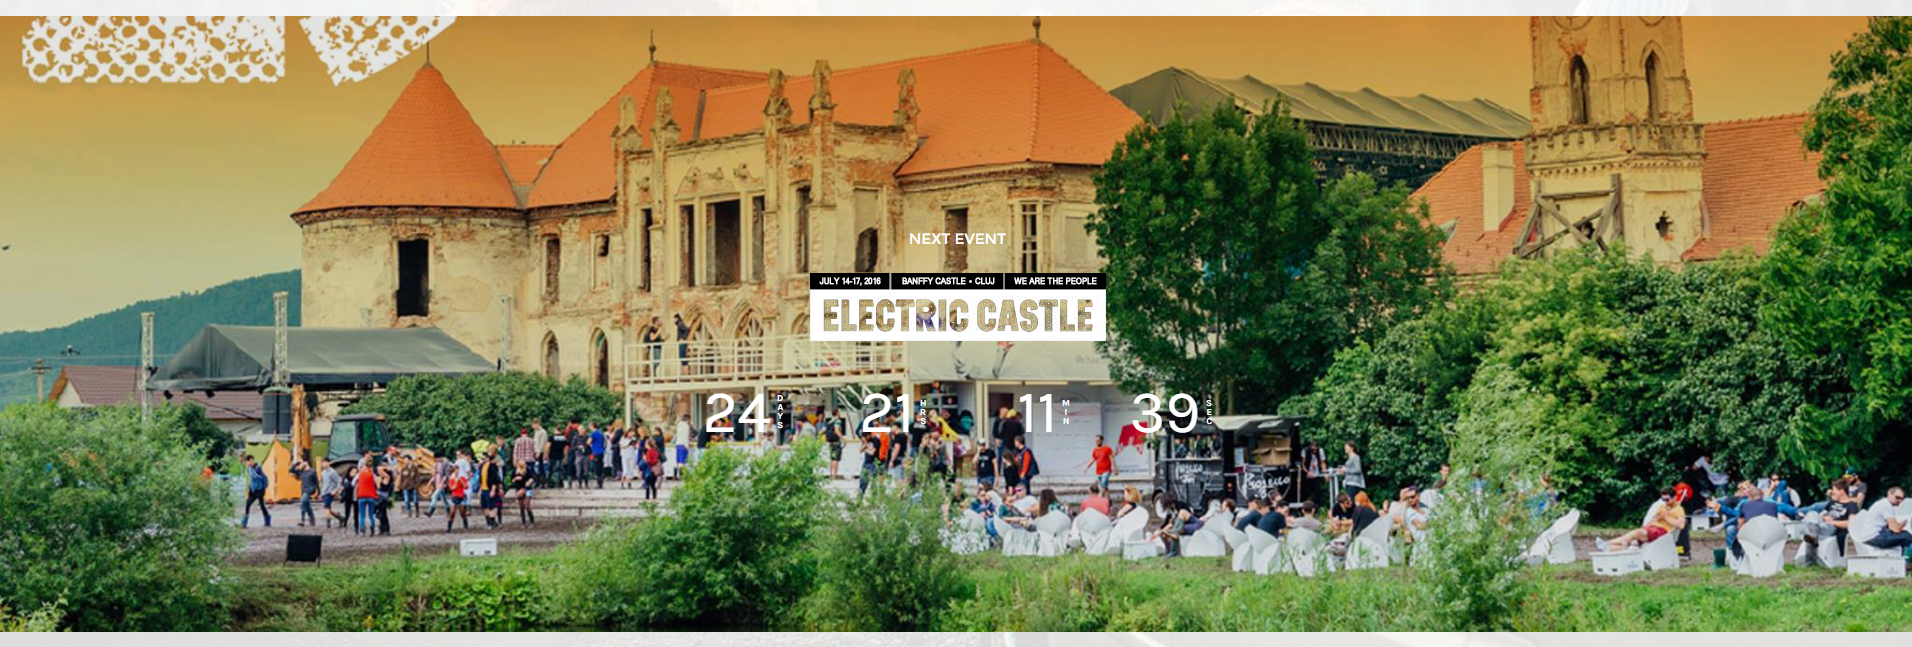 NEXT EVENT
JULY 14-17, 2016 BANFFY CASTLE • CLUJ WE ARE THE PEOPLE
ELECTRIC CASTLE
24 DAYS 21 HRS 11 MIN 39 SEC
Prosecco